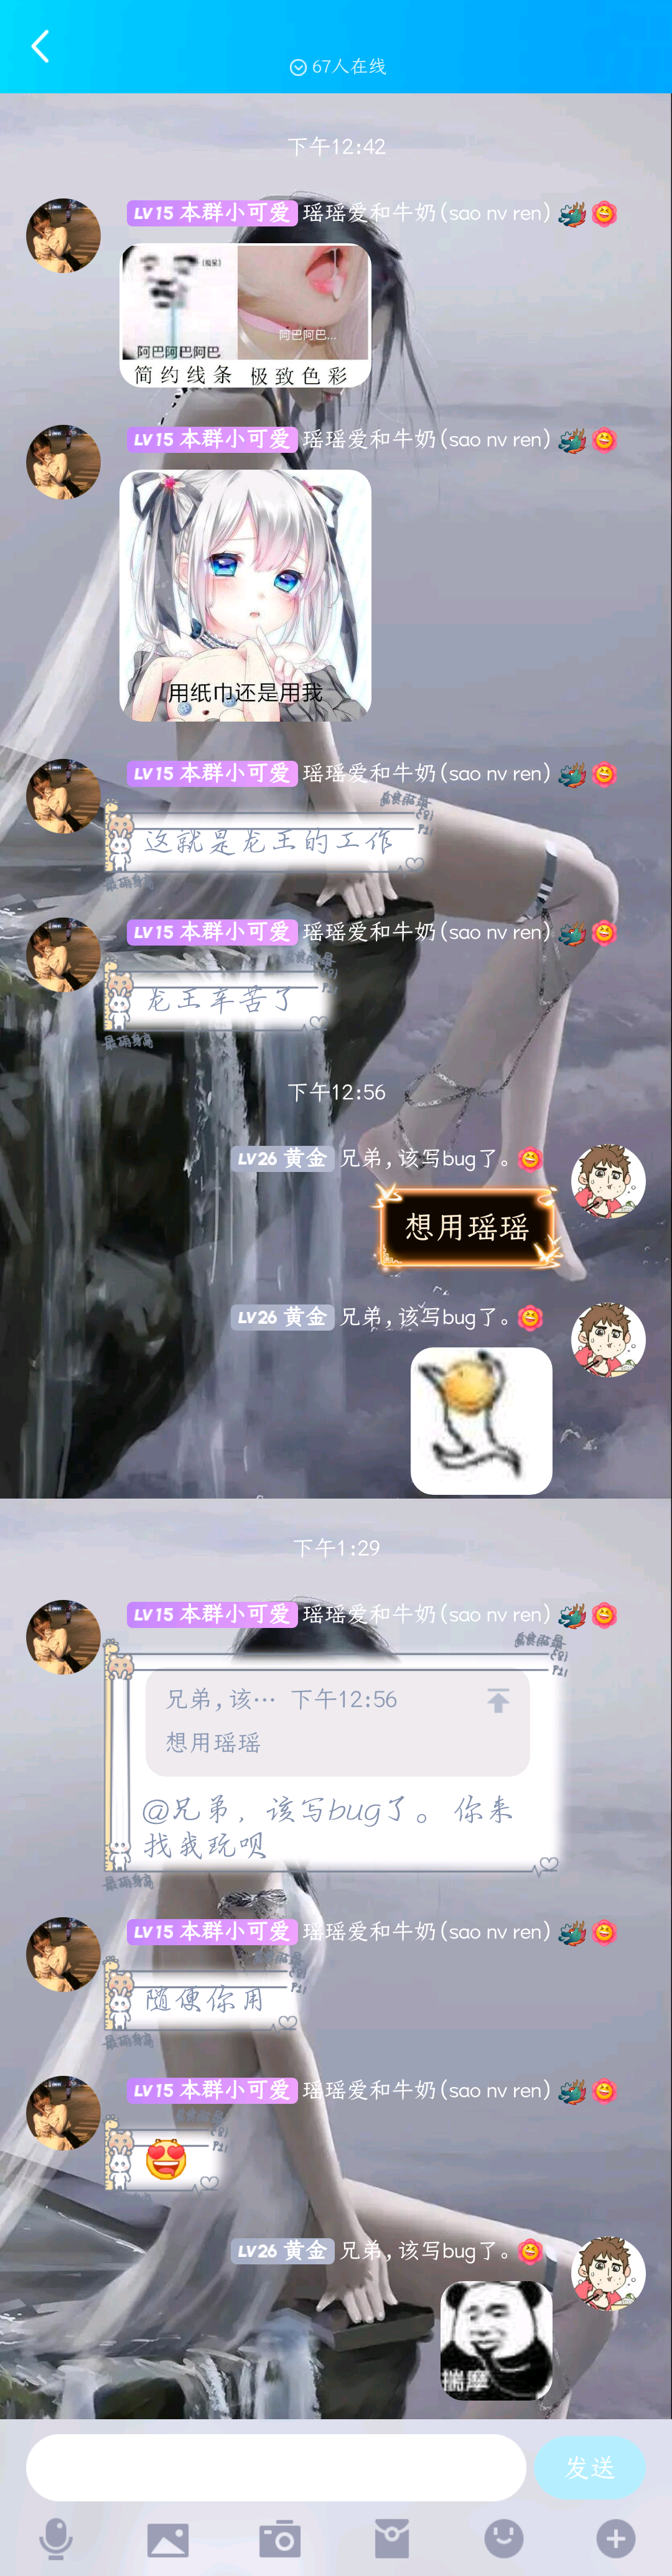 67人在线
下午12:42
LV15 本群小可爱 瑶瑶爱和牛奶(sao nv ren)
阿巴阿巴阿巴
阿巴阿巴...
简约线条 极致色彩
LV15 本群小可爱 瑶瑶爱和牛奶(sao nv ren)
用纸巾还是用我
LV15 本群小可爱 瑶瑶爱和牛奶(sao nv ren)
这就是龙王的工作
LV15 本群小可爱 瑶瑶爱和牛奶(sao nv ren)
龙王辛苦了
下午12:56
LV26 黄金 兄弟,该写bug了。
想用瑶瑶
LV26 黄金 兄弟,该写bug了。
下午1:29
LV15 本群小可爱 瑶瑶爱和牛奶(sao nv ren)
兄弟,该… 下午12:56
想用瑶瑶
@兄弟，该写bug了。 你来
找我玩呗
LV15 本群小可爱 瑶瑶爱和牛奶(sao nv ren)
随便你用
LV15 本群小可爱 瑶瑶爱和牛奶(sao nv ren)
LV26 黄金 兄弟,该写bug了。
揣摩
发送